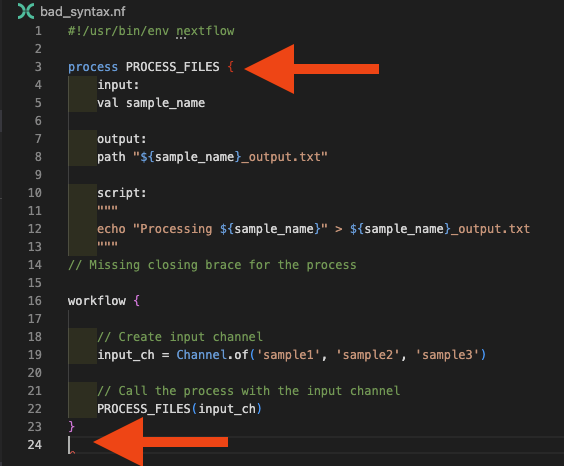 bad_syntax.nf
1 #!/usr/bin/env nextflow
2
3 process PROCESS_FILES {
4 input:
5 val sample_name
6
7 output:
8 path "${sample_name}_output.txt"
9
10 script:
11 """
12 echo "Processing ${sample_name}" > ${sample_name}_output.txt
13 """
14 // Missing closing brace for the process
15
16 workflow {
17
18 // Create input channel
19 input_ch = Channel.of('sample1', 'sample2', 'sample3')
20
21 // Call the process with the input channel
22 PROCESS_FILES(input_ch)
23 }
24